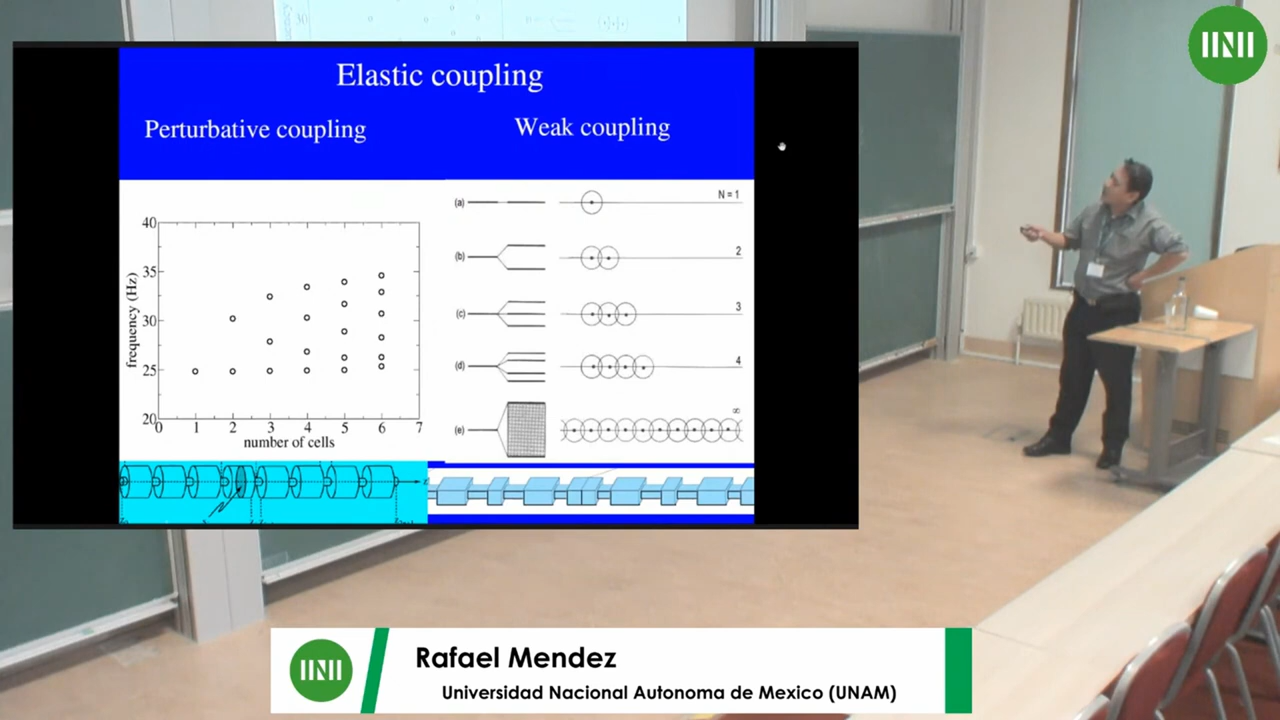 Elastic coupling
Perturbative coupling
Weak coupling
frequency (Hz)
40
35
30
25
20
0 1 2 3 4 5 6 7
number of cells
(a) N = 1
(b) 2
(c) 3
(d) 4
(e) ∞
30
Rafael Mendez
Universidad Nacional Autonoma de Mexico (UNAM)